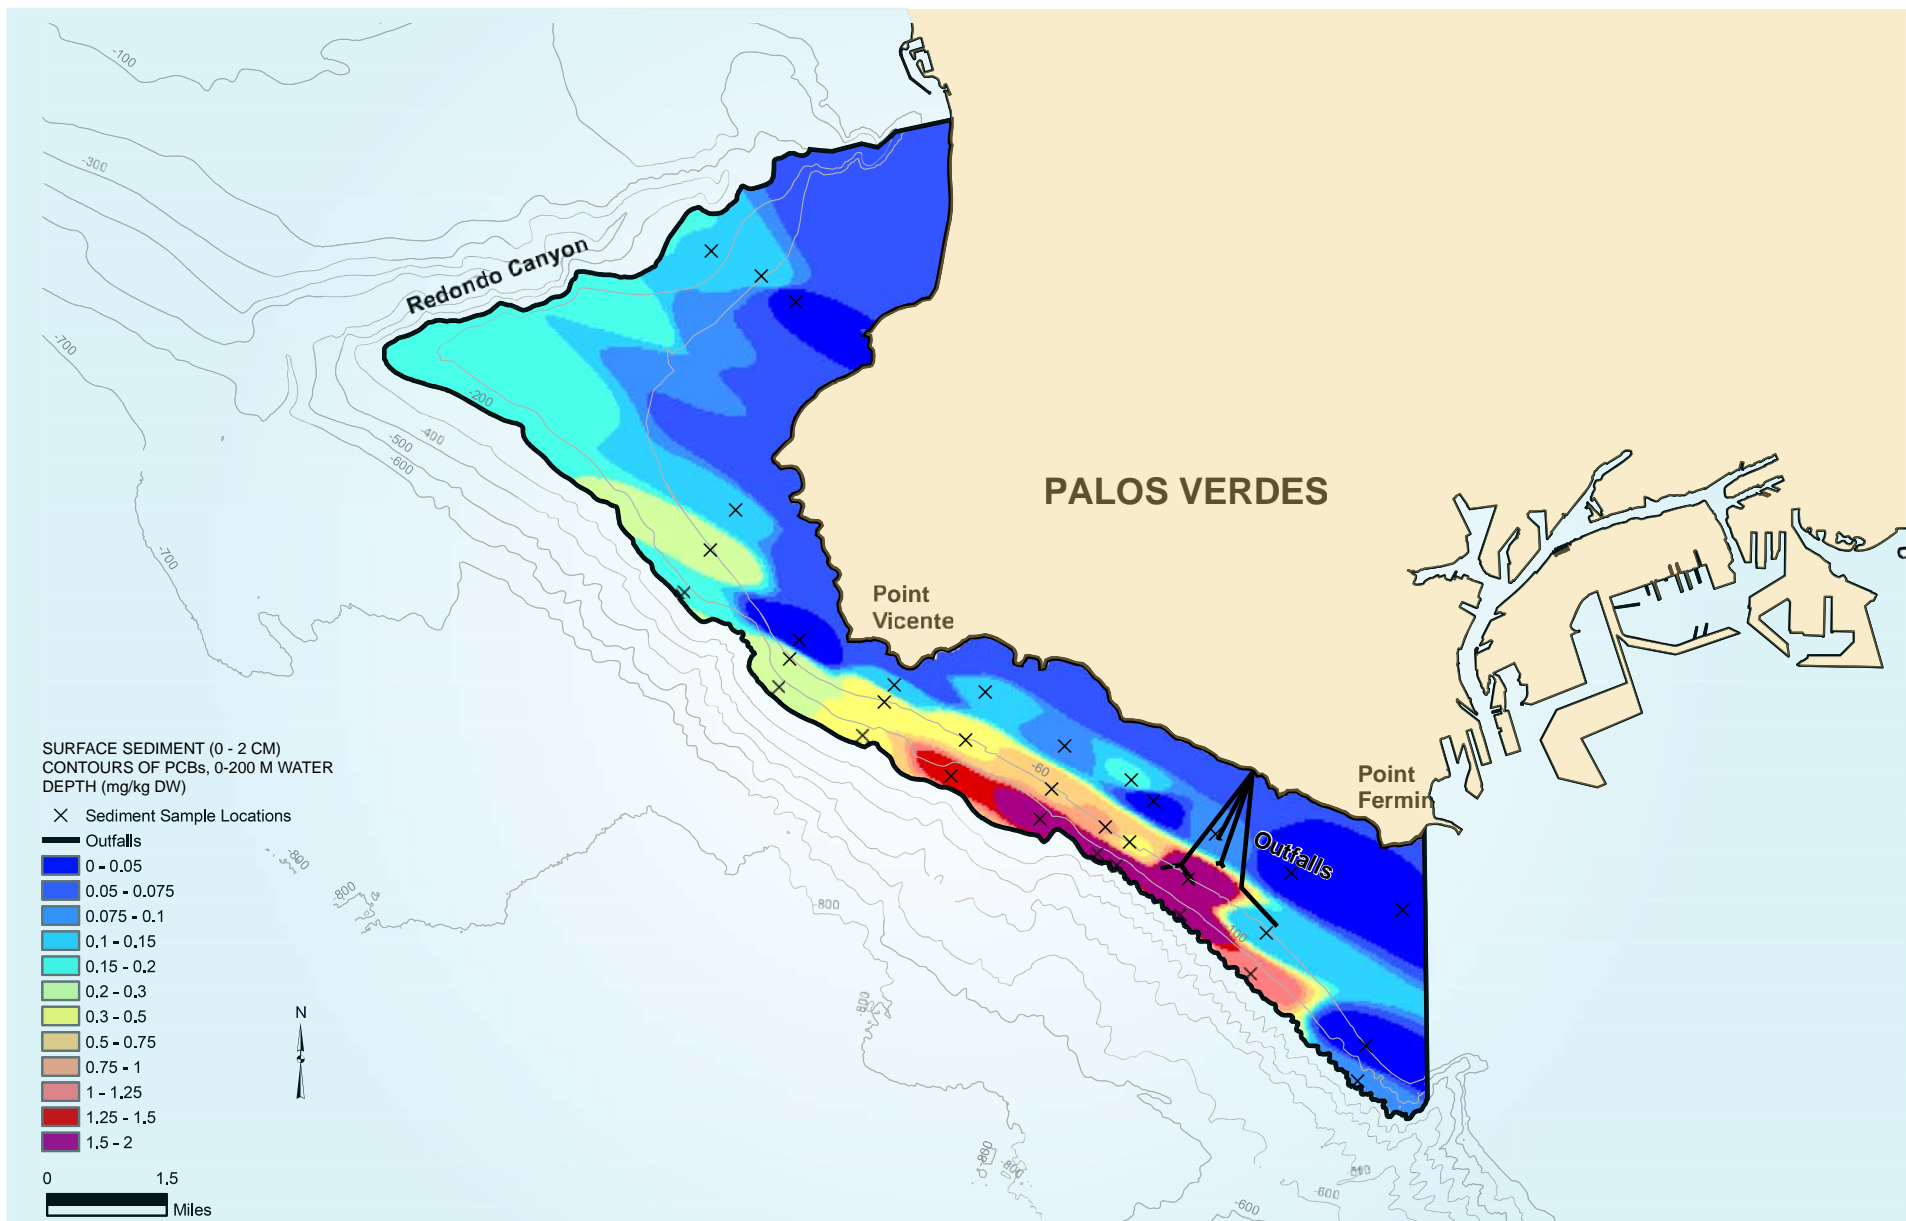 -100
-300
Redondo Canyon
-700
-200
-400
-500
-600
-700
PALOS VERDES
Point
Vicente
-60
Point
Fermin
Outfalls
-100
SURFACE SEDIMENT (0 - 2 CM)
CONTOURS OF PCBs, 0-200 M WATER
DEPTH (mg/kg DW)
Sediment Sample Locations
Outfalls
0 - 0.05
0.05 - 0.075
0.075 - 0.1
0.1 - 0.15
0.15 - 0.2
0.2 - 0.3
0.3 - 0.5
0.5 - 0.75
0.75 - 1
1 - 1.25
1.25 - 1.5
1.5 - 2
N
0 1.5
Miles
-800
-800
-800
-800
-800
-600
-600